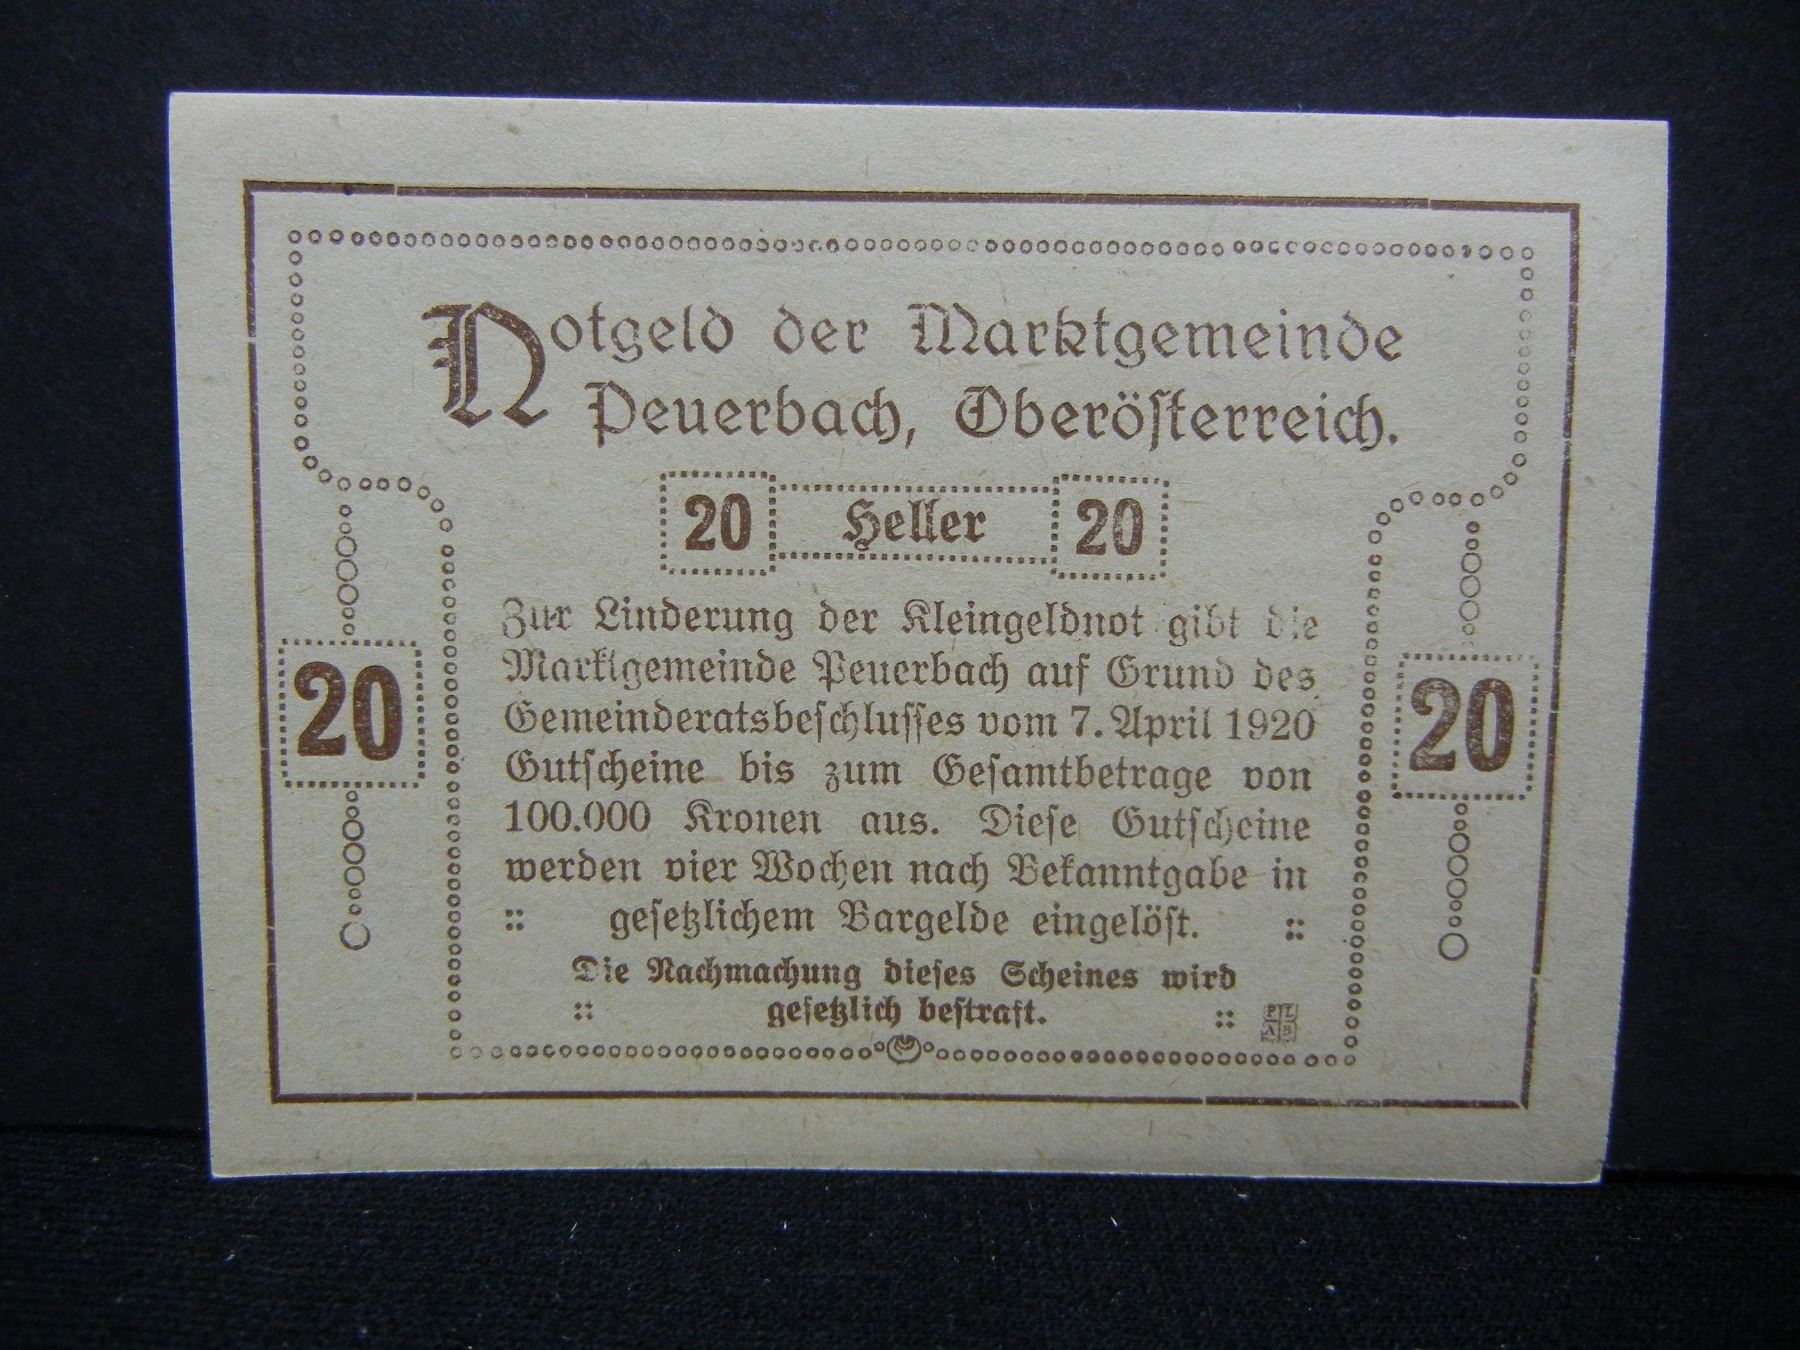 Notgeld der Marktgemeinde
Peuerbach, Oberösterreich.
20 Heller 20
Zur Linderung der Kleingeldnot gibt die
Marktgemeinde Peuerbach auf Grund des
Gemeinderatsbeschlusses vom 7. April 1920
Gutscheine bis zum Gesamtbetrage von
100.000 Kronen aus. Diese Gutscheine
werden vier Wochen nach Bekanntgabe in
:: gesetzlichem Bargelde eingelöst. ::
Die Nachmachung dieses Scheines wird
:: gesetzlich bestraft. ::
20
20
PL
AB